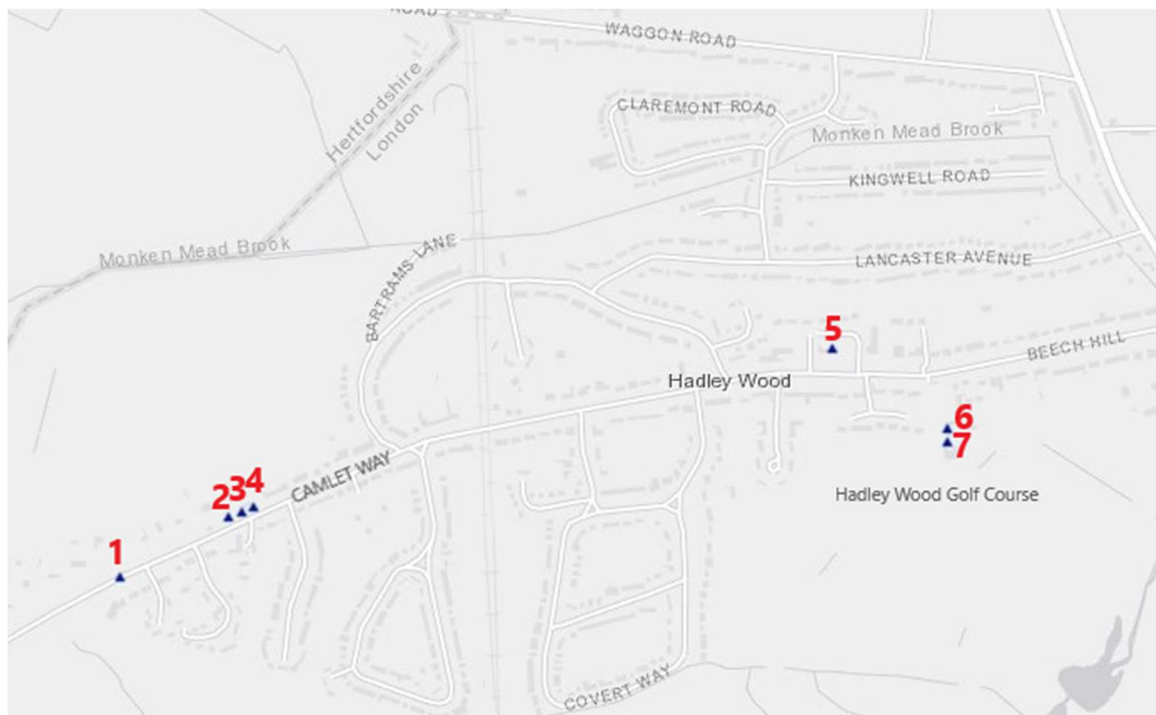 ROAD
WAGGON ROAD
Hertfordshire
London
CLAREMONT ROAD
Monken Mead Brook
KINGWELL ROAD
Monken Mead Brook
BARTRAMS LANE
LANCASTER AVENUE
5
BEECH HILL
Hadley Wood
6
7
CAMLET WAY
2 3 4
Hadley Wood Golf Course
1
COVERT WAY